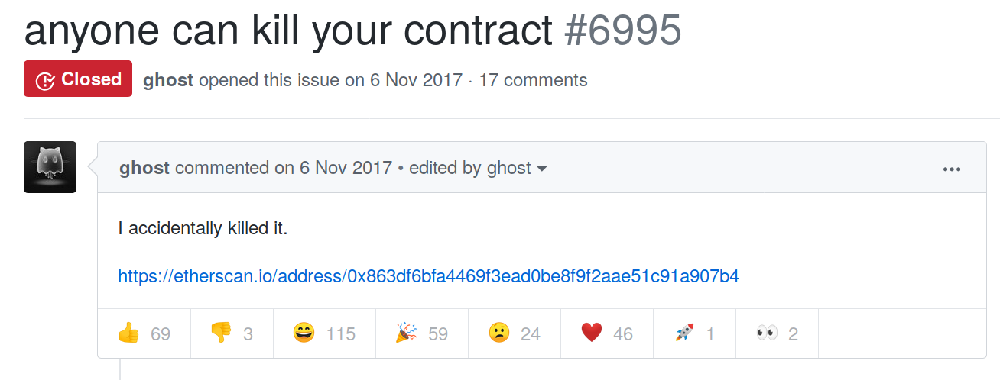 anyone can kill your contract #6995
Closed ghost opened this issue on 6 Nov 2017 · 17 comments
ghost commented on 6 Nov 2017 • edited by ghost
I accidentally killed it.
https://etherscan.io/address/0x863df6bfa4469f3ead0be8f9f2aae51c91a907b4
69 3 115 59 24 46 1 2